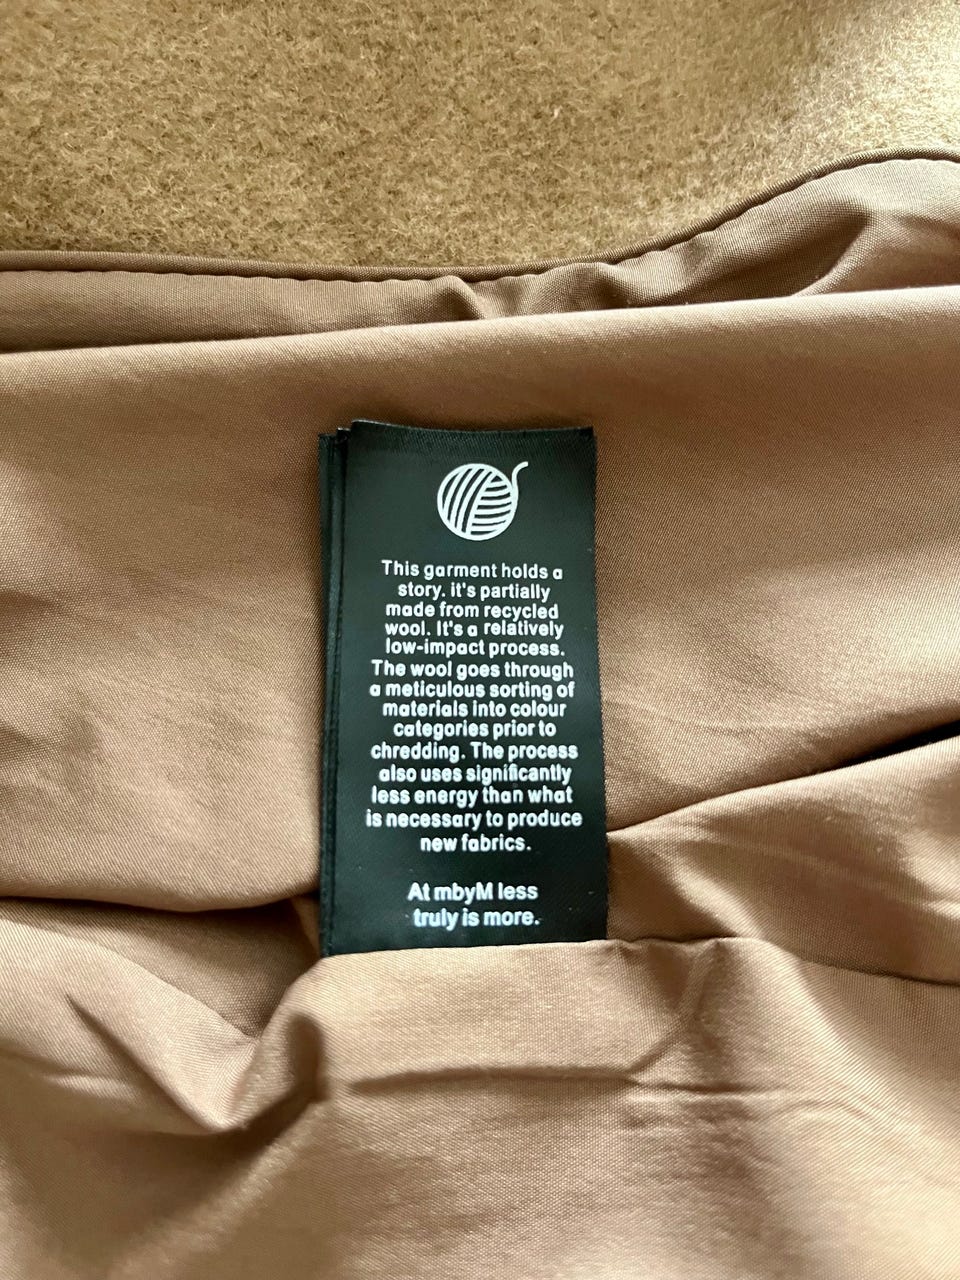 This garment holds a
story. it's partially
made from recycled
wool. It's a relatively
low-impact process.
The wool goes through
a meticulous sorting of
materials into colour
categories prior to
chredding. The process
also uses significantly
less energy than what
is necessary to produce
new fabrics.
At mbyM less
truly is more.